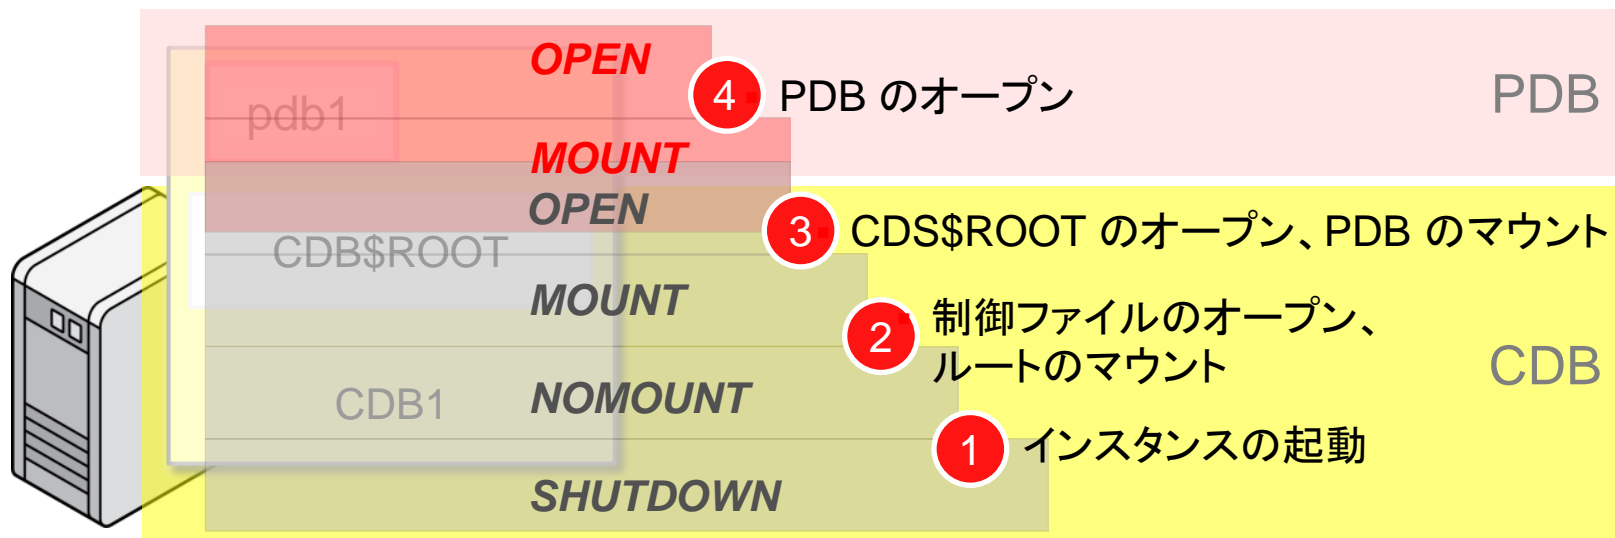 OPEN
4 PDB のオープン
PDB
pdb1
MOUNT
OPEN
3 CDS$ROOT のオープン、PDB のマウント
CDB$ROOT
MOUNT
2 制御ファイルのオープン、
ルートのマウント
CDB
NOMOUNT
CDB1
1 インスタンスの起動
SHUTDOWN